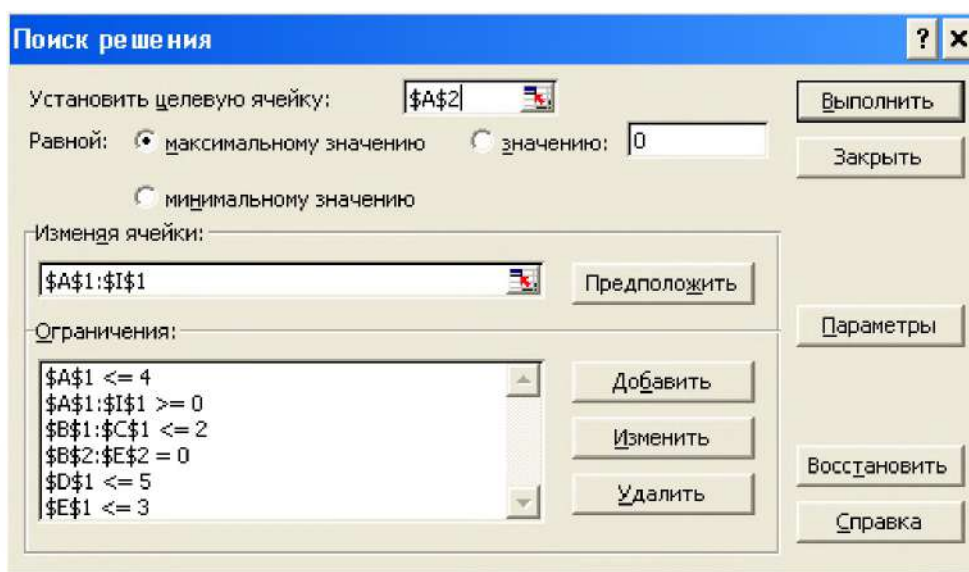 Поиск решения
Установить целевую ячейку: $A$2
Выполнить
Равной: максимальному значению значению: 0
Закрыть
минимальному значению
Изменяя ячейки:
$A$1:$I$1
Предположить
Ограничения:
Параметры
$A$1 <= 4
Добавить
$A$1:$I$1 >= 0
$B$1:$C$1 <= 2
Изменить
$B$2:$E$2 = 0
Восстановить
$D$1 <= 5
Удалить
$E$1 <= 3
Справка